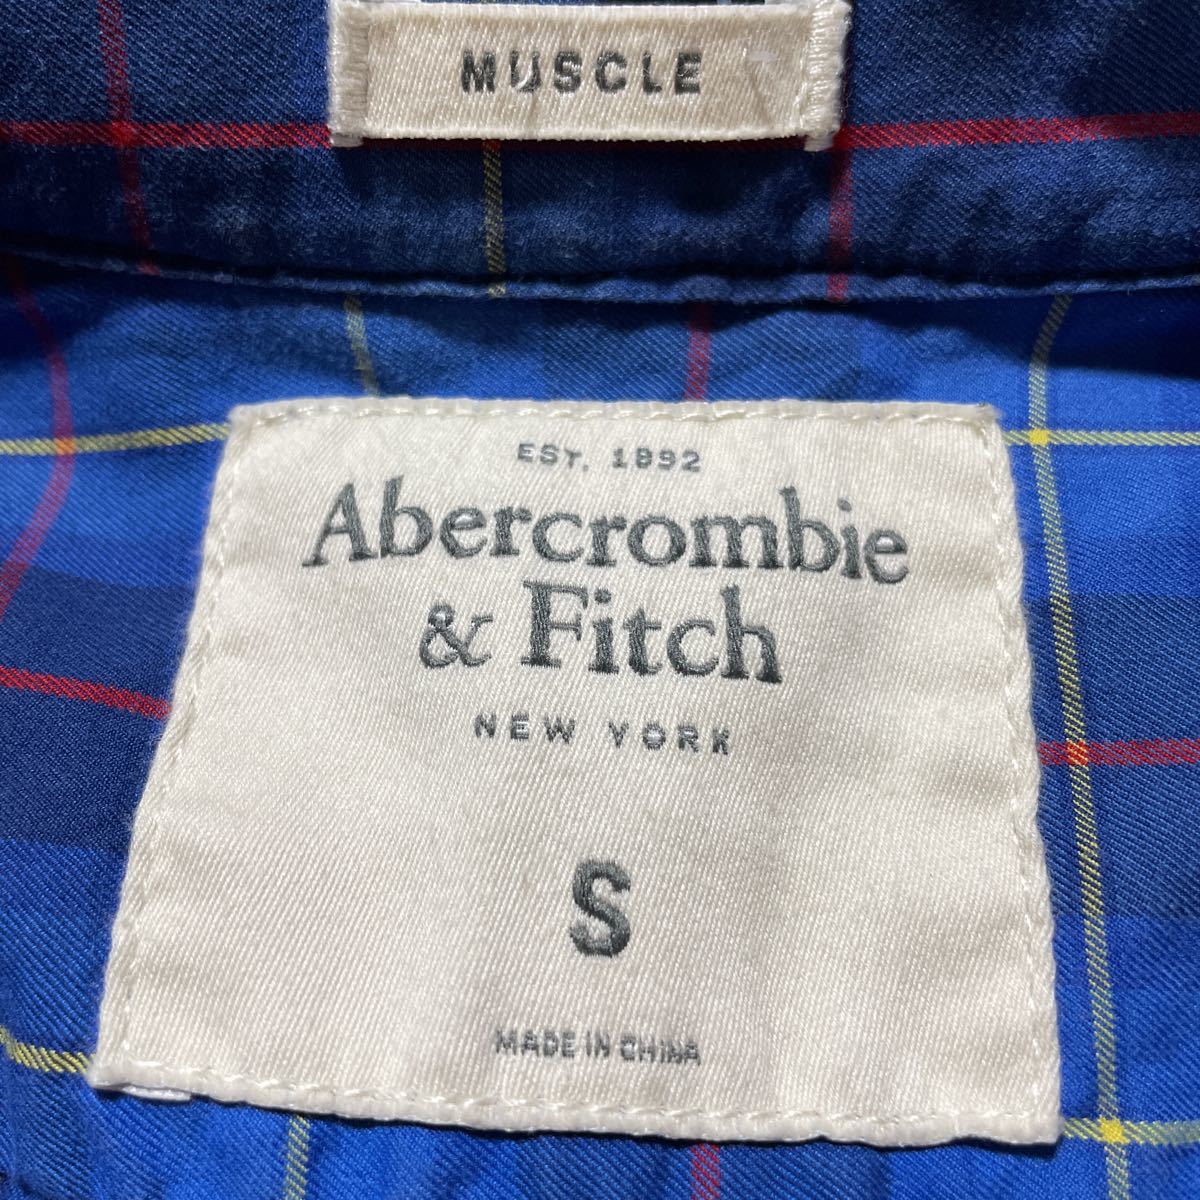 MUSCLE
EST. 1892
Abercrombie
& Fitch
NEW YORK
S
MADE IN CHINA